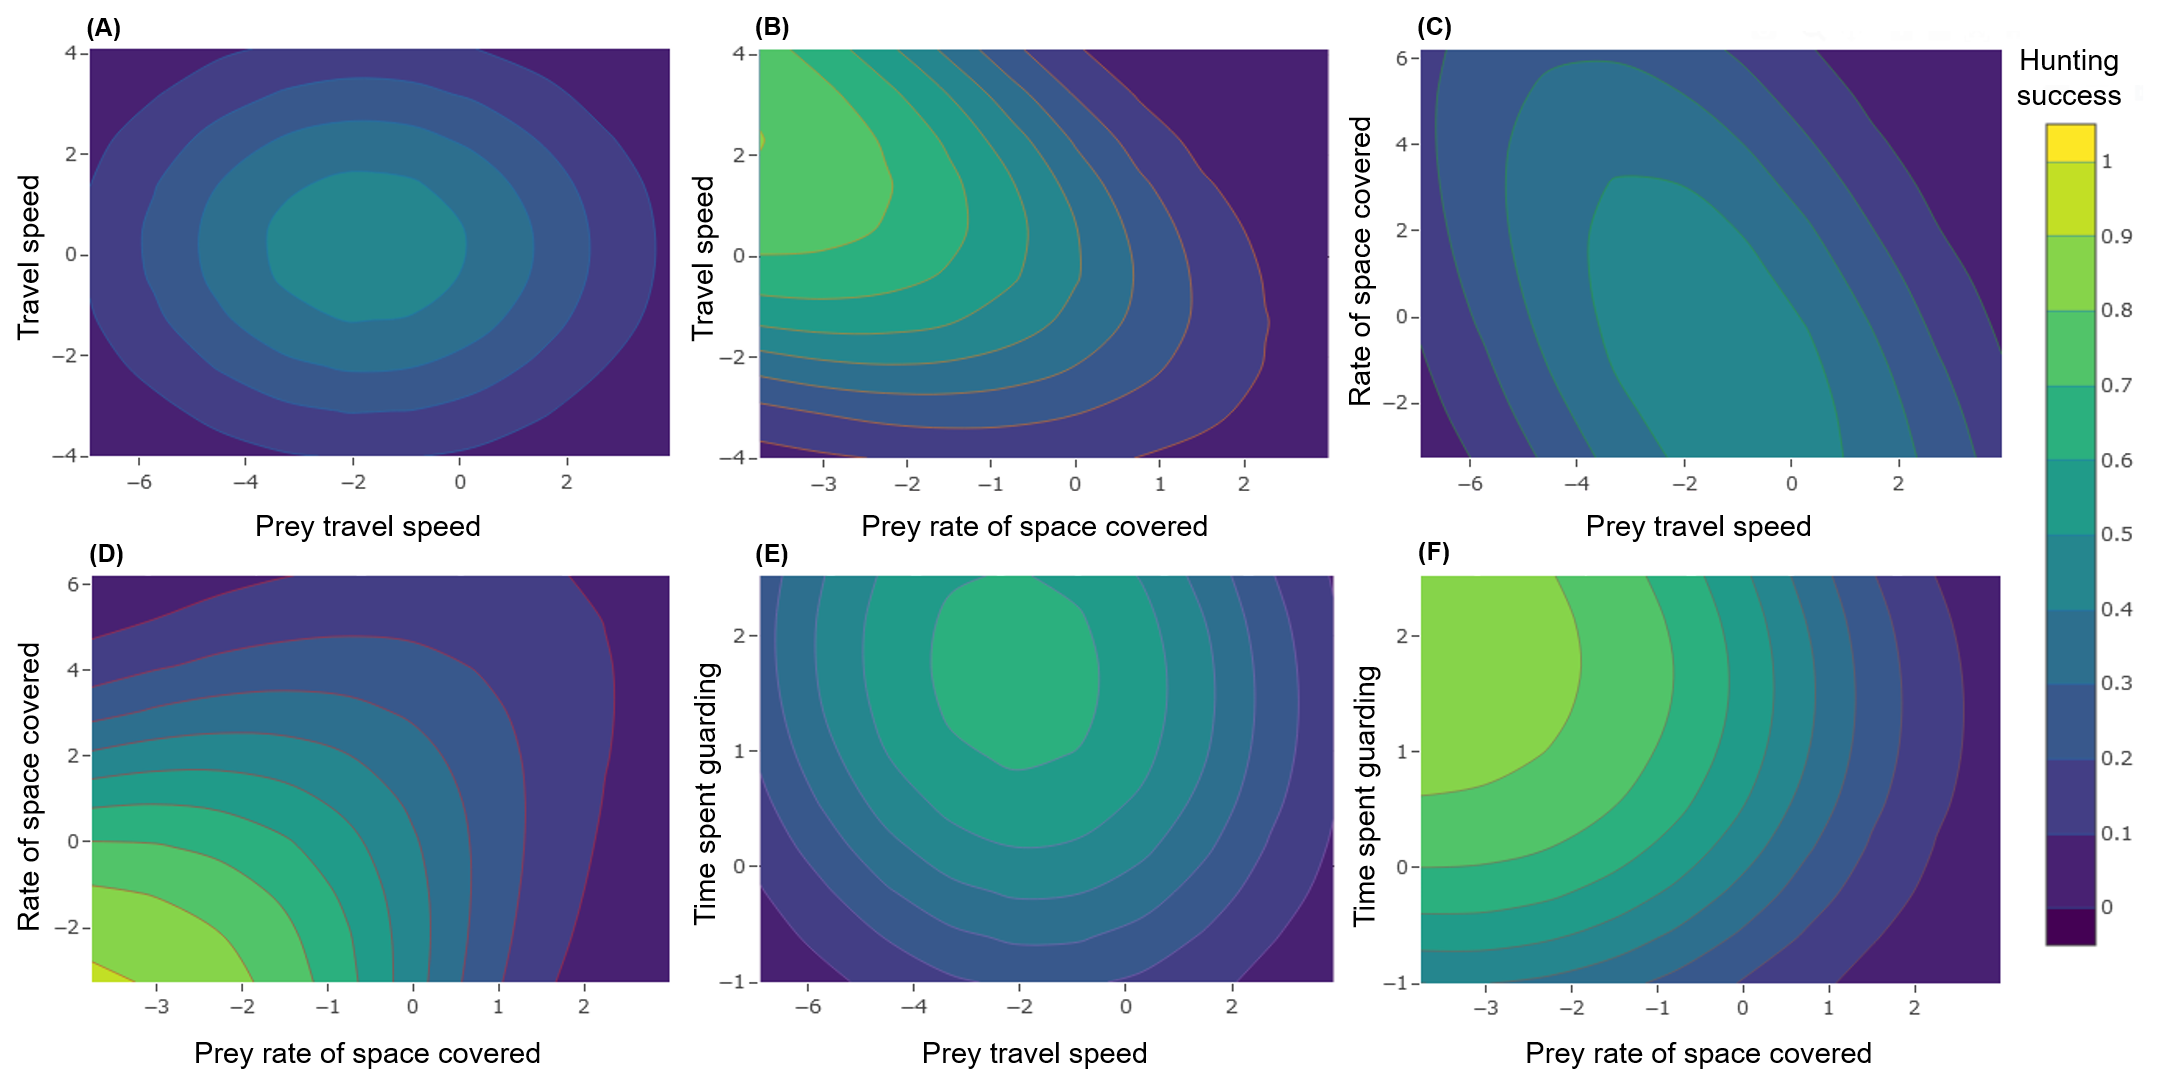 (A)
4
2
0
−2
−4
Travel speed
−6 −4 −2 0 2
Prey travel speed
(B)
4
2
0
−2
−4
Travel speed
−3 −2 −1 0 1 2
Prey rate of space covered
(C)
6
4
2
0
−2
Rate of space covered
−6 −4 −2 0 2
Prey travel speed
Hunting
success
1
0.9
0.8
0.7
0.6
0.5
0.4
0.3
0.2
0.1
0
(D)
6
4
2
0
−2
Rate of space covered
−3 −2 −1 0 1 2
Prey rate of space covered
(E)
2
1
0
−1
Time spent guarding
−6 −4 −2 0 2
Prey travel speed
(F)
2
1
0
−1
Time spent guarding
−3 −2 −1 0 1 2
Prey rate of space covered